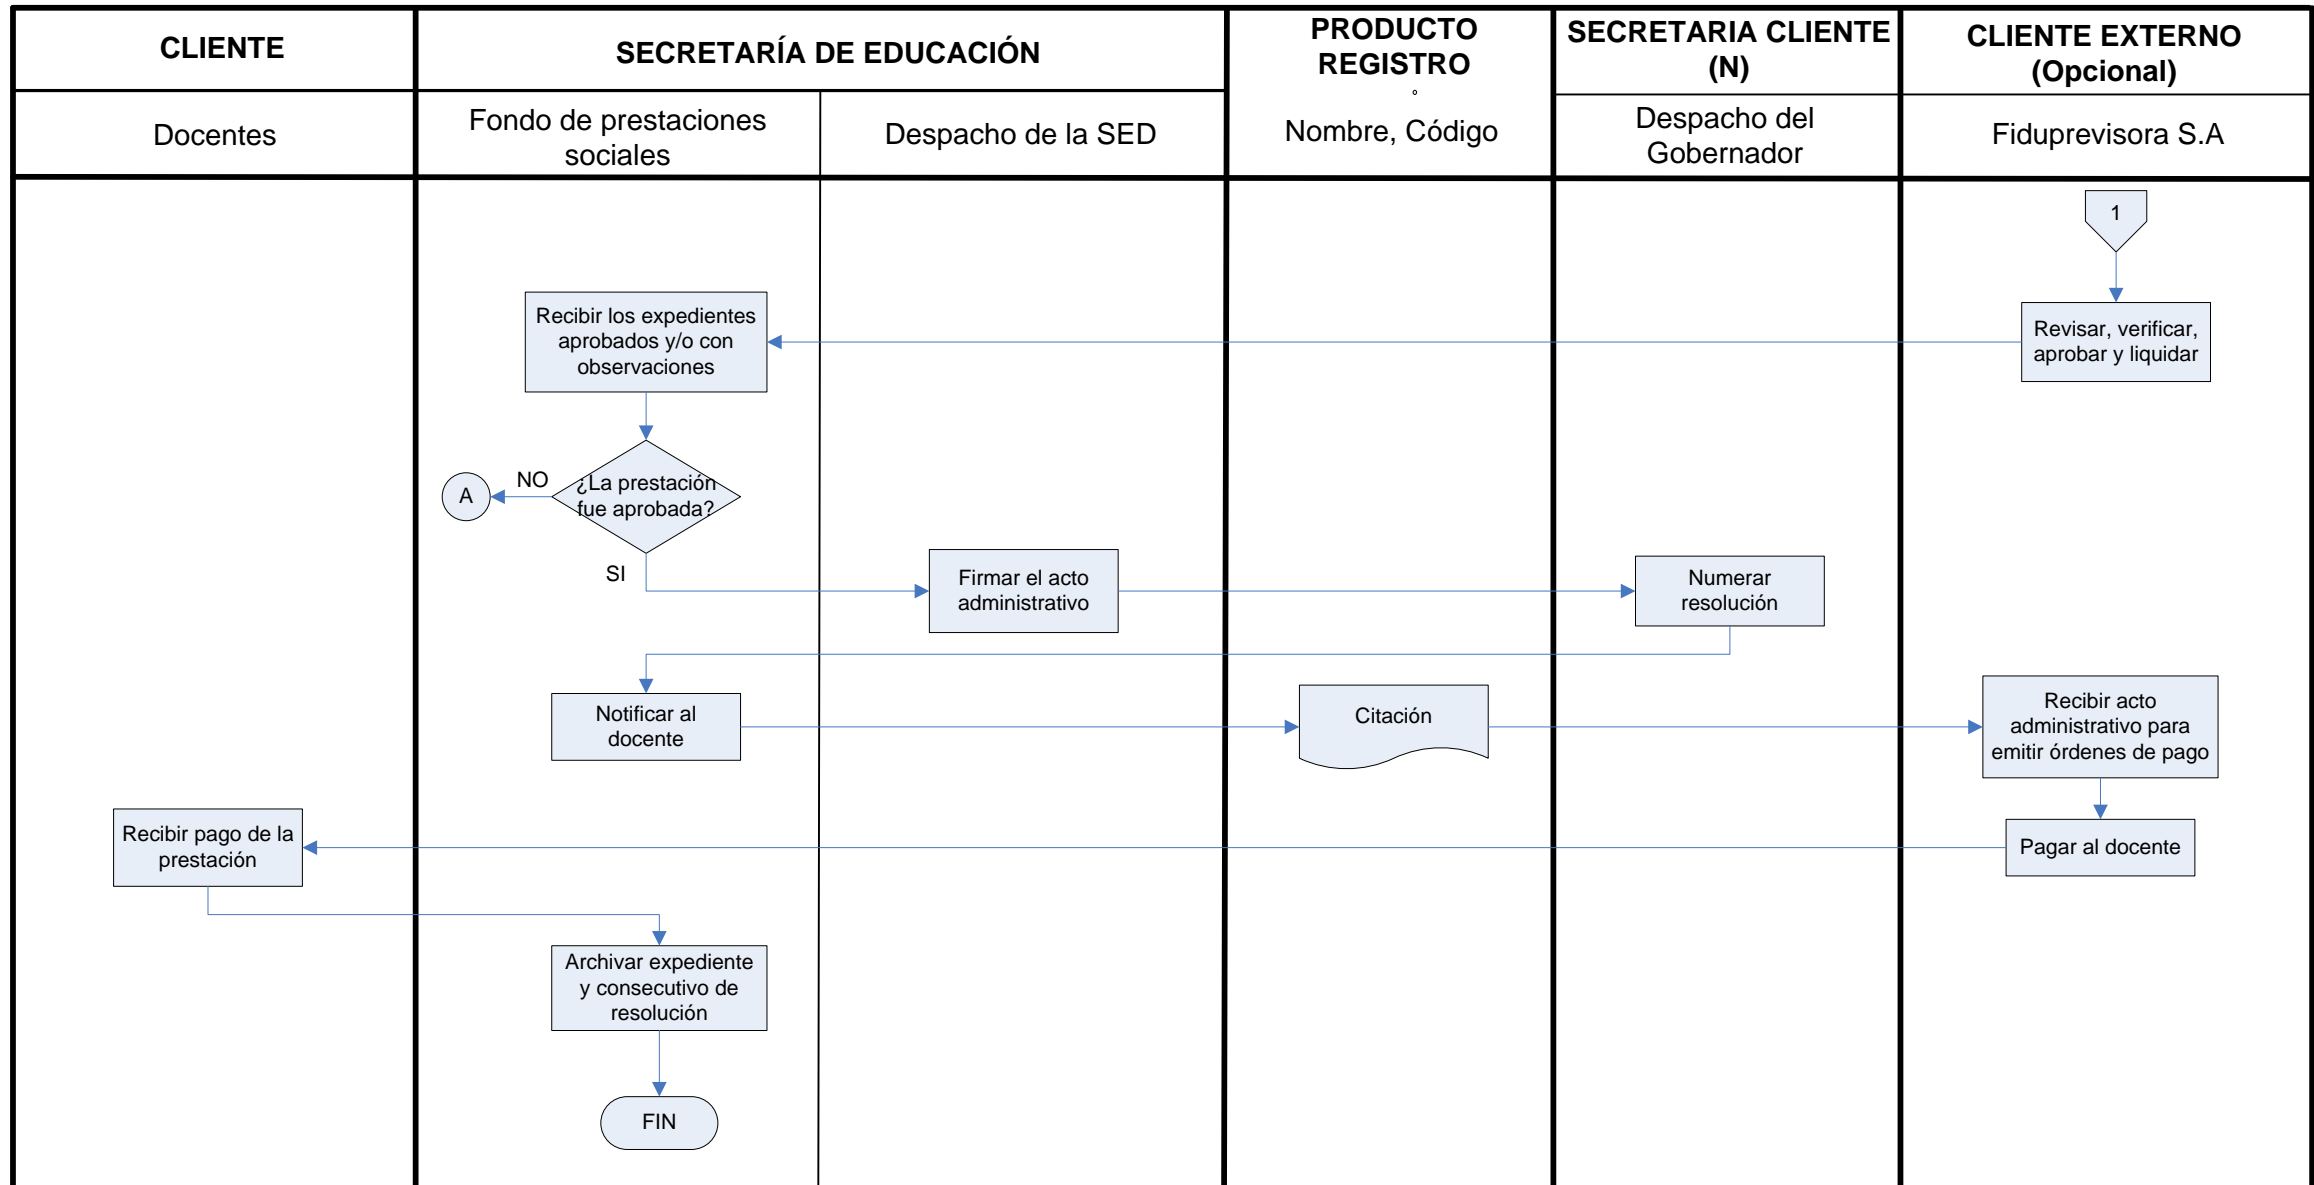 CLIENTE
SECRETARÍA DE EDUCACIÓN
PRODUCTO
REGISTRO
SECRETARIA CLIENTE
(N)
CLIENTE EXTERNO
(Opcional)
Docentes
Fondo de prestaciones
sociales
Despacho de la SED
Nombre, Código
Despacho del
Gobernador
Fiduprevisora S.A
1
Recibir los expedientes
aprobados y/o con
observaciones
Revisar, verificar,
aprobar y liquidar
A
NO
¿La prestación
fue aprobada?
SI
Firmar el acto
administrativo
Numerar
resolución
Notificar al
docente
Citación
Recibir acto
administrativo para
emitir órdenes de pago
Recibir pago de la
prestación
Pagar al docente
Archivar expediente
y consecutivo de
resolución
FIN